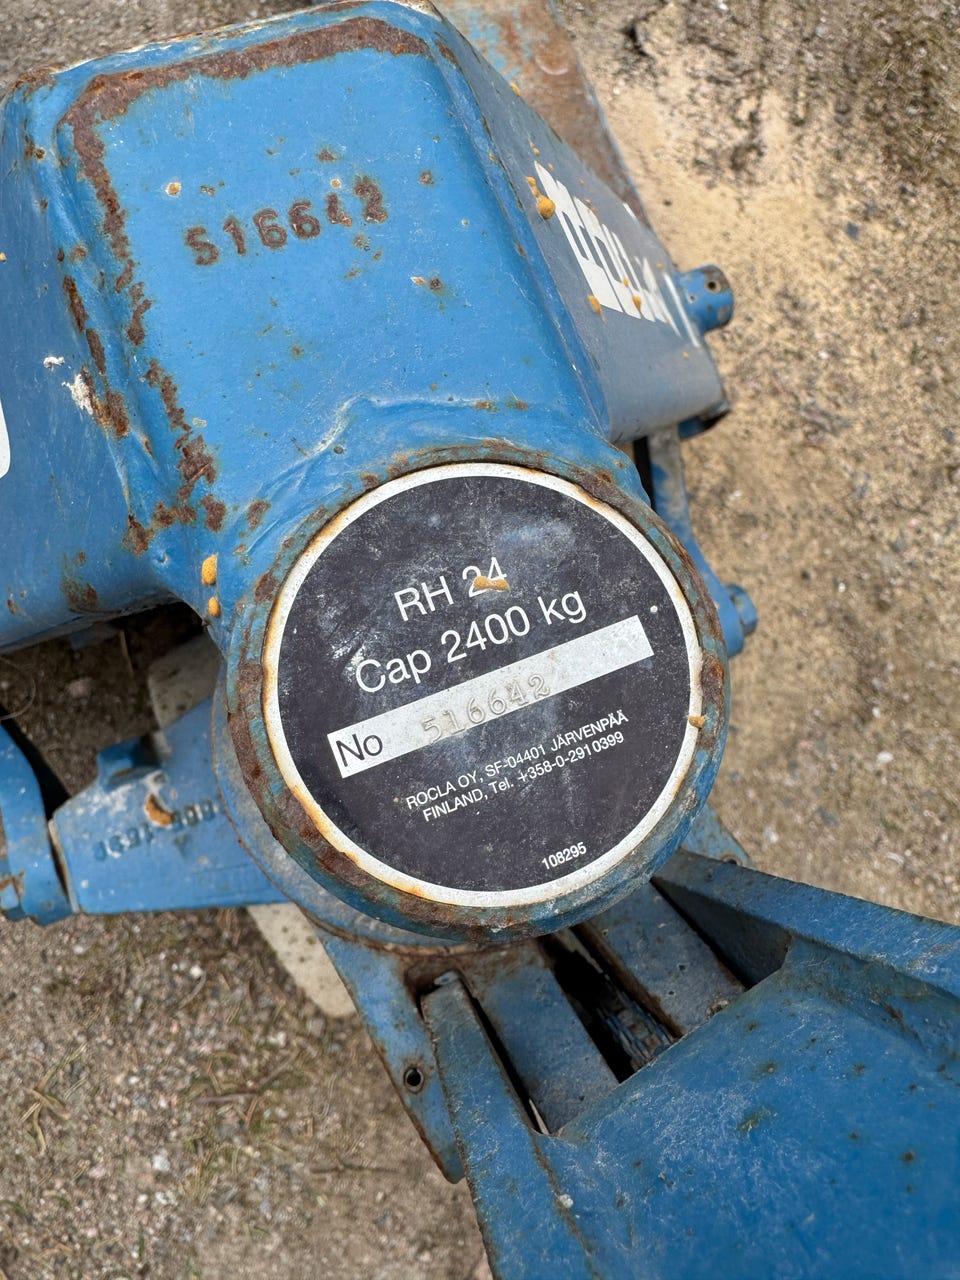 516642
RH 24
Cap 2400 kg
No 516642
ROCLA OY, SF-04401 JÄRVENPÄÄ
FINLAND, Tel. +358-0-2910399
108295